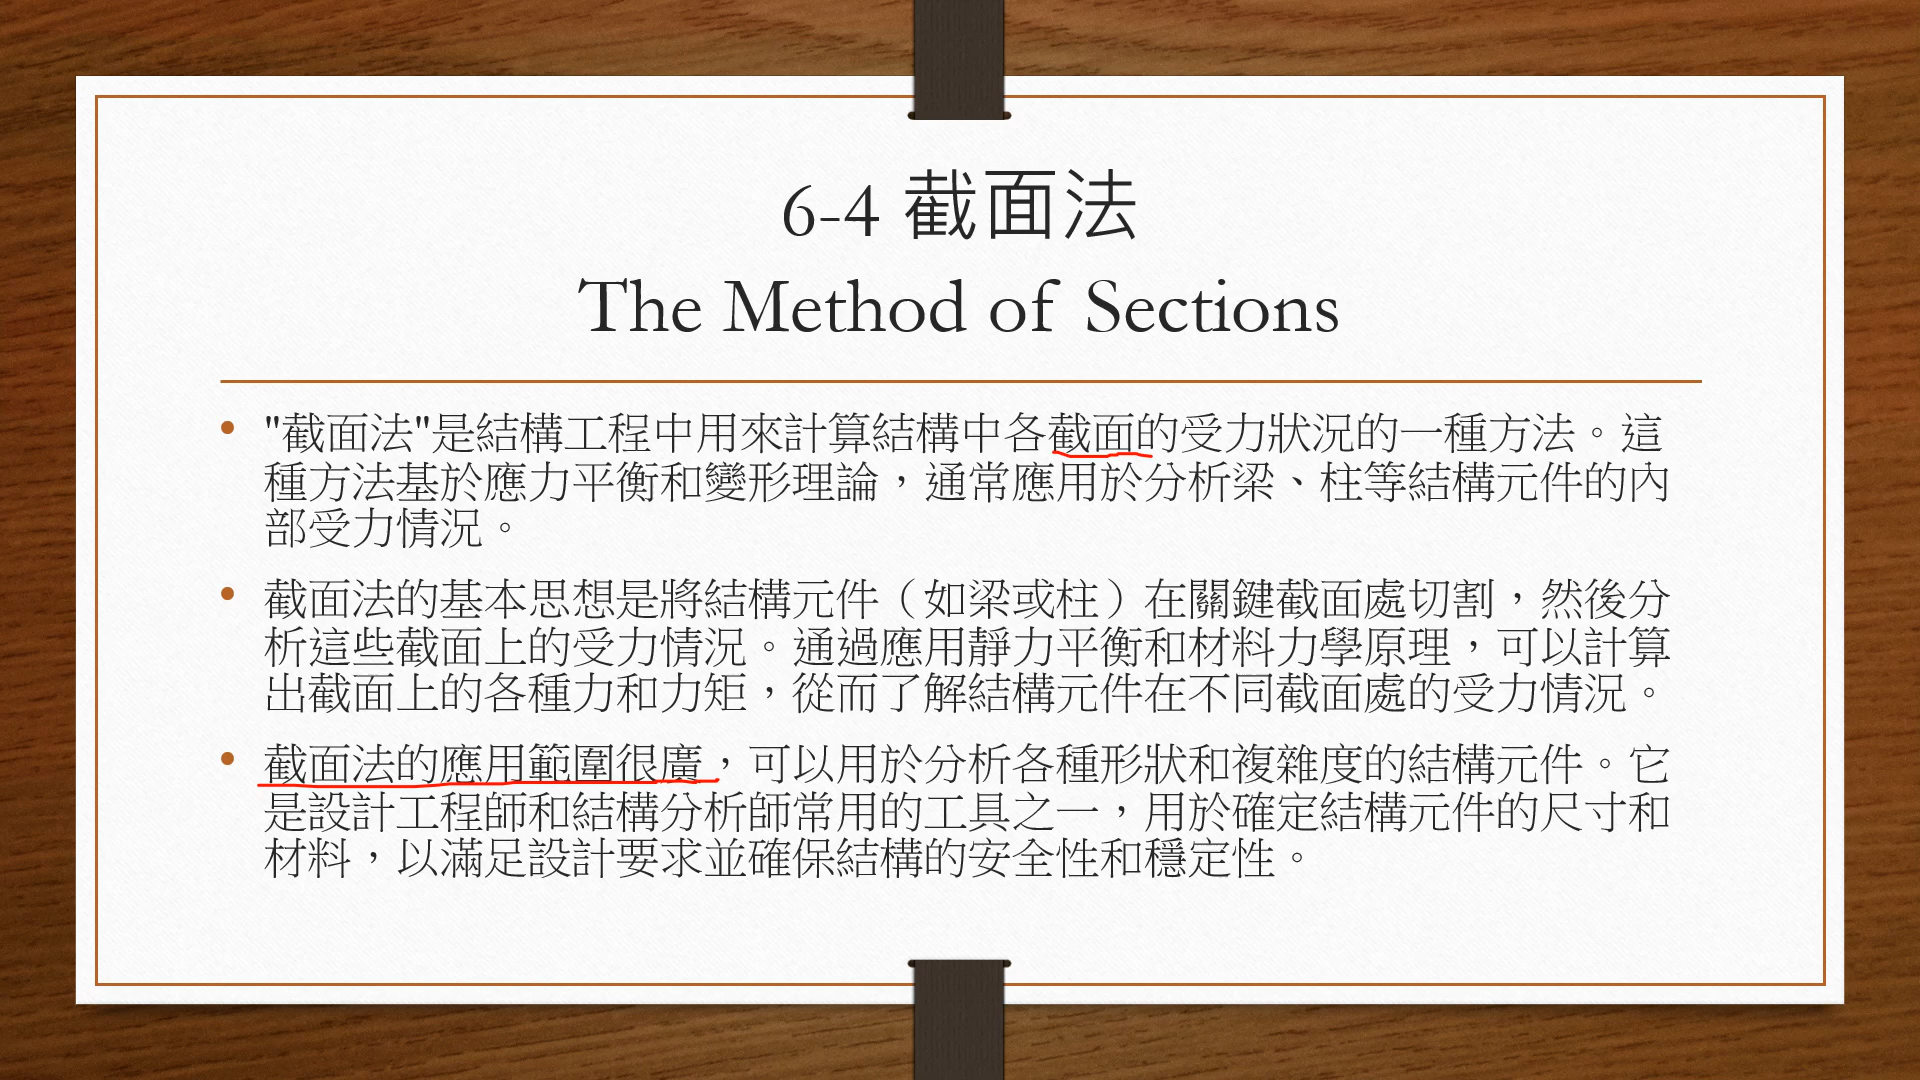 6-4 截面法
The Method of Sections
"截面法"是結構工程中用來計算結構中各截面的受力狀況的一種方法。這
種方法基於應力平衡和變形理論，通常應用於分析梁、柱等結構元件的內
部受力情況。
截面法的基本思想是將結構元件（如梁或柱）在關鍵截面處切割，然後分
析這些截面上的受力情況。通過應用靜力平衡和材料力學原理，可以計算
出截面上的各種力和力矩，從而了解結構元件在不同截面處的受力情況。
截面法的應用範圍很廣，可以用於分析各種形狀和複雜度的結構元件。它
是設計工程師和結構分析師常用的工具之一，用於確定結構元件的尺寸和
材料，以滿足設計要求並確保結構的安全性和穩定性。